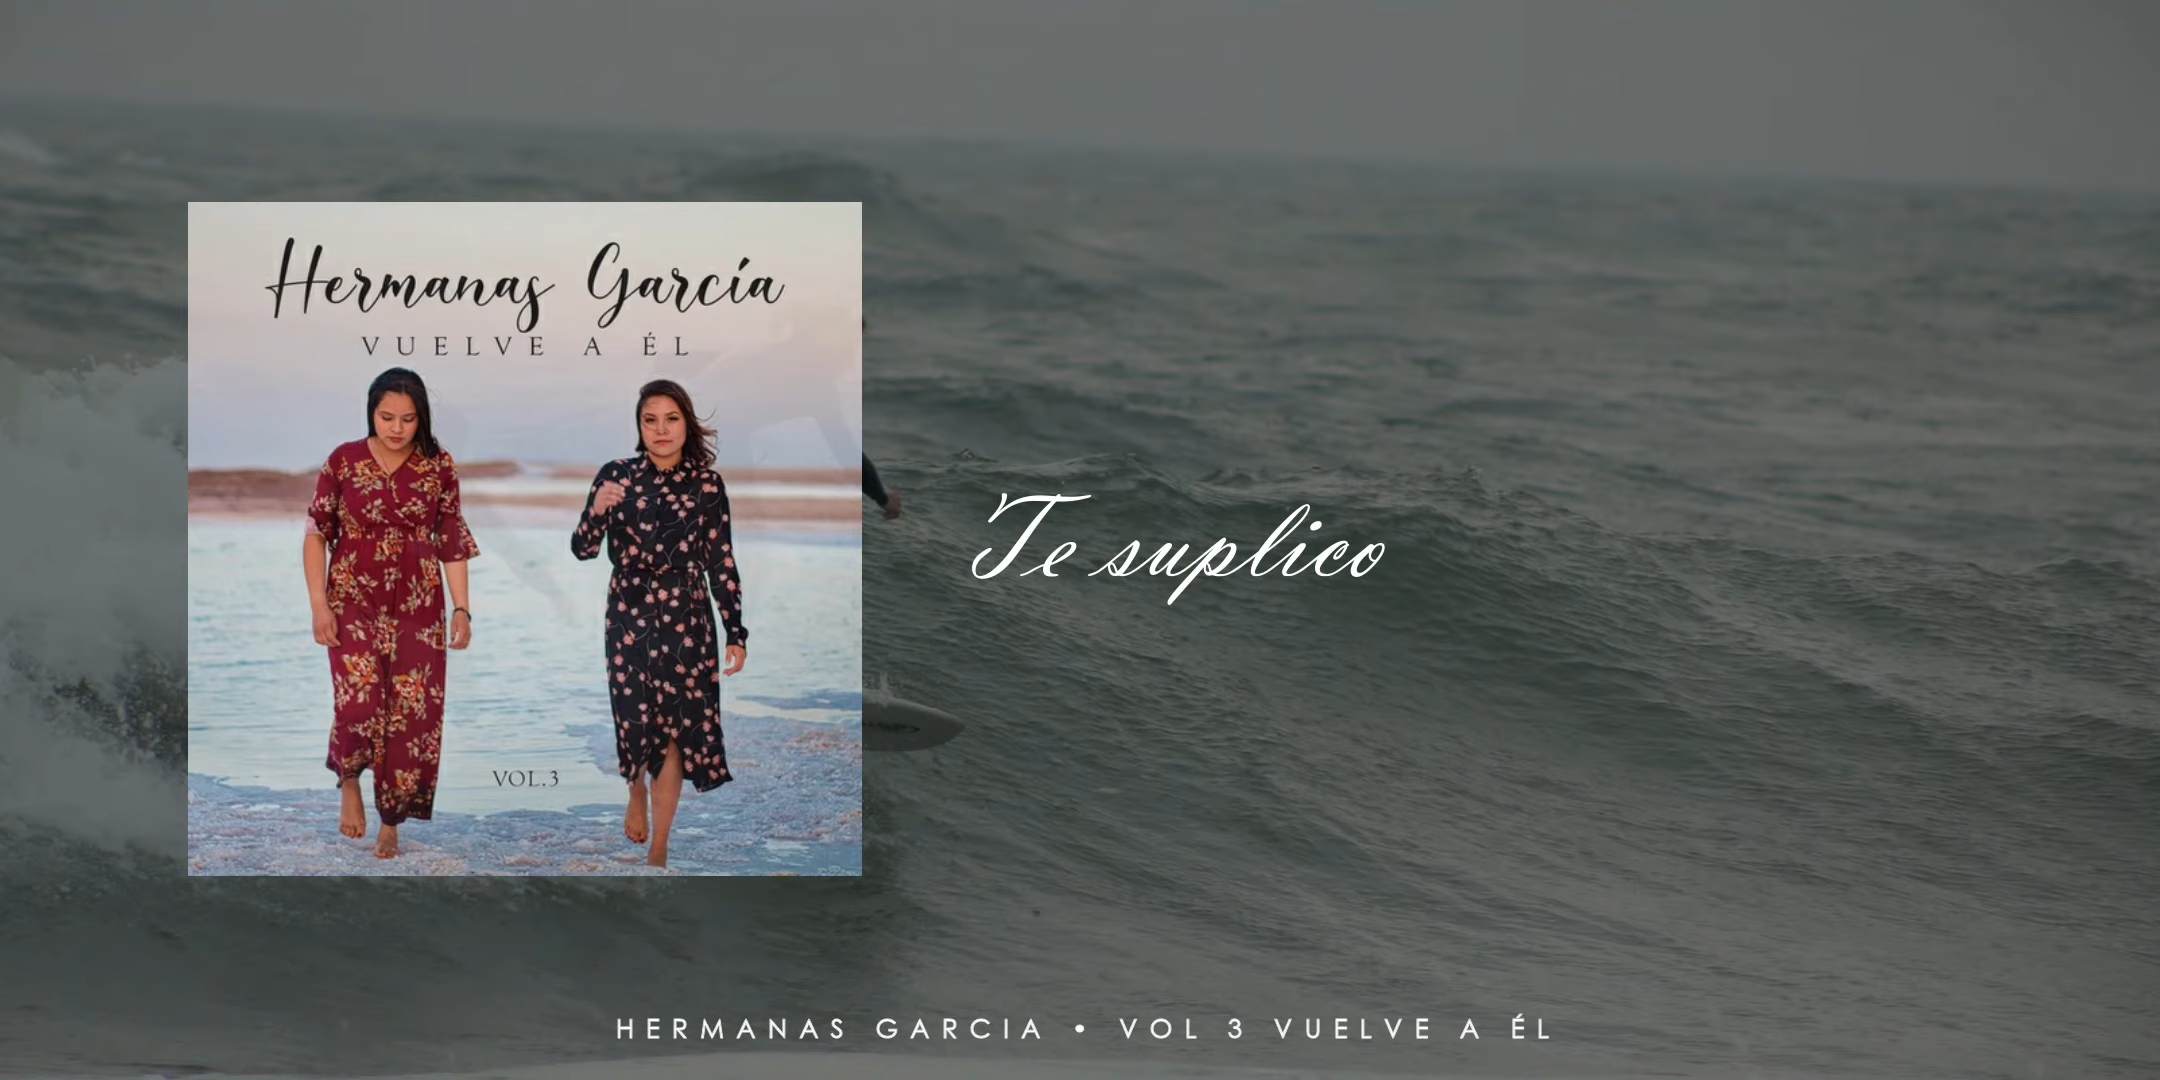 Hermanas García
VUELVE A ÉL
VOL.3
Te suplico
HERMANAS GARCIA • VOL 3 VUELVE A ÉL